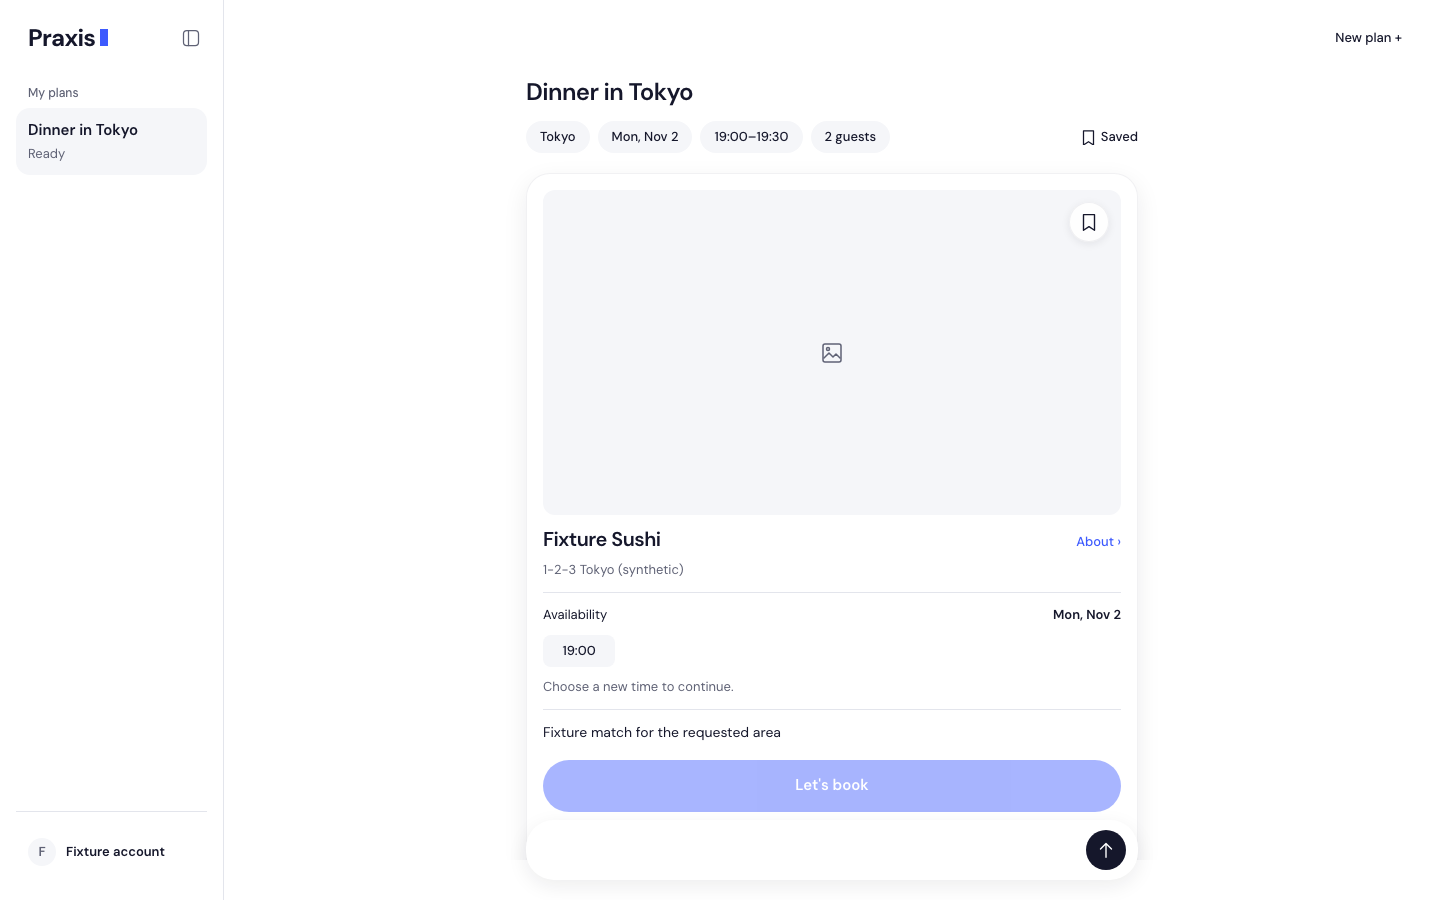 Praxis
New plan +
My plans
Dinner in Tokyo
Ready
Dinner in Tokyo
Tokyo
Mon, Nov 2
19:00–19:30
2 guests
Saved
Fixture Sushi
About ›
1-2-3 Tokyo (synthetic)
Availability
Mon, Nov 2
19:00
Choose a new time to continue.
Fixture match for the requested area
Let's book
F
Fixture account